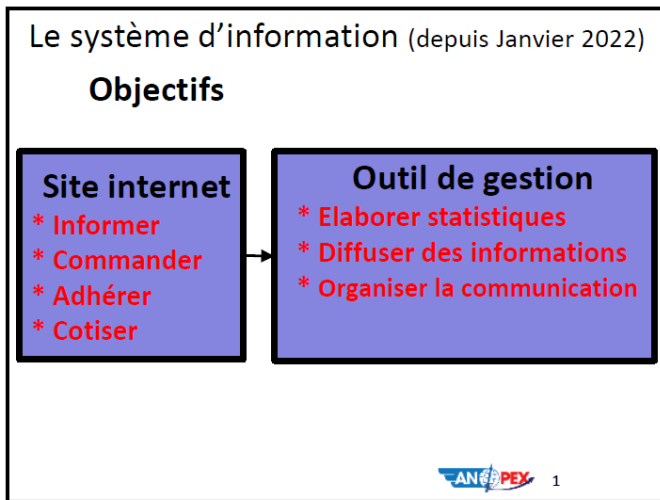 Le système d’information (depuis Janvier 2022)
Objectifs
Site internet
* Informer
* Commander
* Adhérer
* Cotiser
Outil de gestion
* Elaborer statistiques
* Diffuser des informations
* Organiser la communication
1